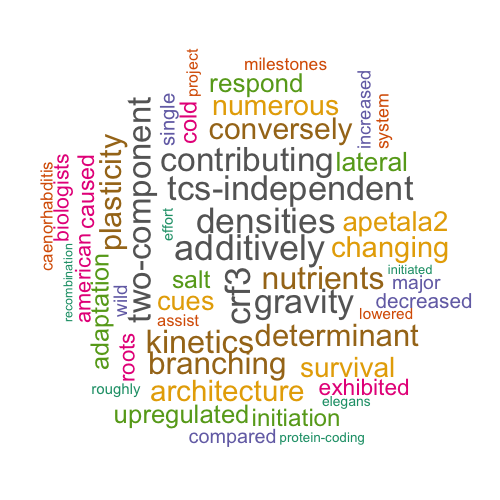 milestones
project
respond
numerous
single
cold
conversely
increased
system
two-component
contributing
lateral
tcs-independent
plasticity
caenorhabditis
biologists
caused
american
densities
apetala2
effort
additively
changing
recombination
adaptation
wild
salt
crf3
nutrients
initiated
major
cues
gravity
decreased
assist
lowered
roots
kinetics
determinant
branching
survival
roughly
architecture
exhibited
elegans
upregulated
initiation
compared
protein-coding